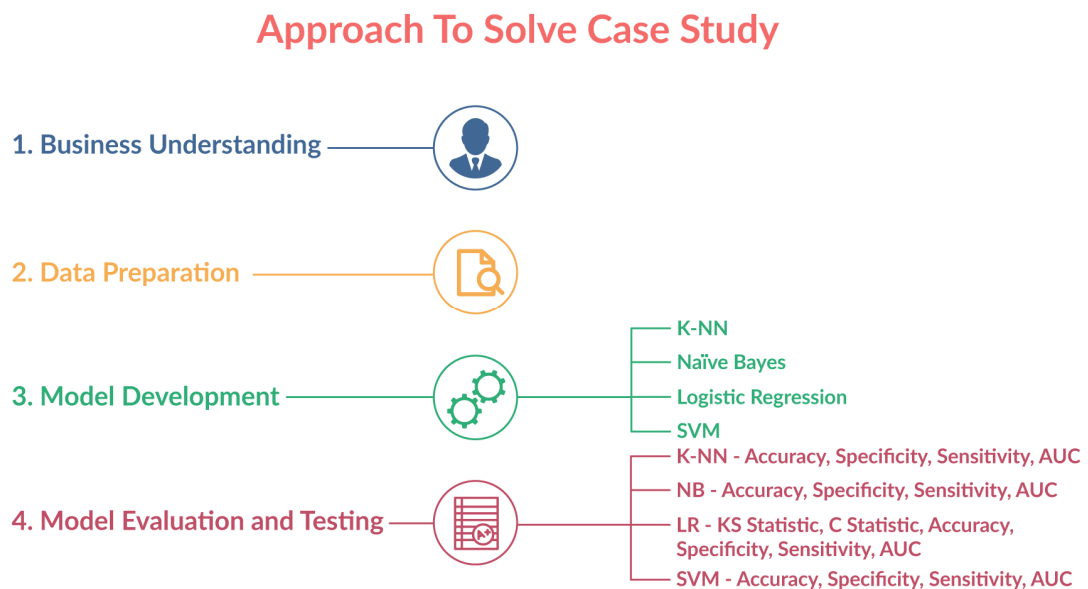 Approach To Solve Case Study
1. Business Understanding
2. Data Preparation
3. Model Development
K-NN
Naïve Bayes
Logistic Regression
SVM
4. Model Evaluation and Testing
A+
K-NN - Accuracy, Specificity, Sensitivity, AUC
NB - Accuracy, Specificity, Sensitivity, AUC
LR - KS Statistic, C Statistic, Accuracy,
Specificity, Sensitivity, AUC
SVM - Accuracy, Specificity, Sensitivity, AUC